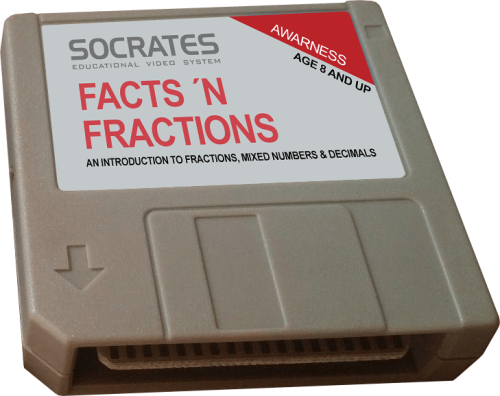 SOCRATES
EDUCATIONAL VIDEO SYSTEM
AWARNESS
AGE 8 AND UP
FACTS ´N
FRACTIONS
AN INTRODUCTION TO FRACTIONS, MIXED NUMBERS & DECIMALS